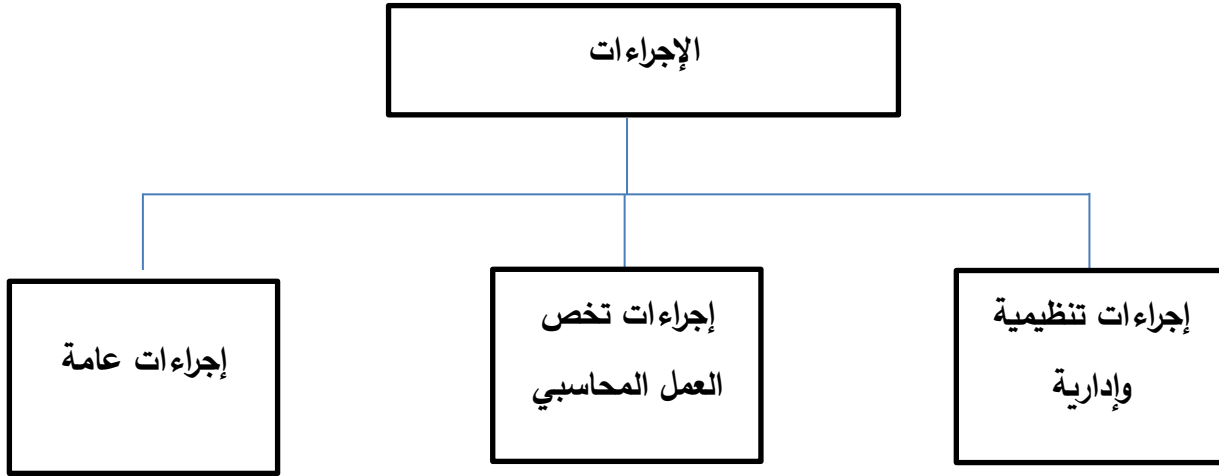 الإجراءات
إجراءات تنظيمية
وإدارية
إجراءات تخص
العمل المحاسبي
إجراءات عامة